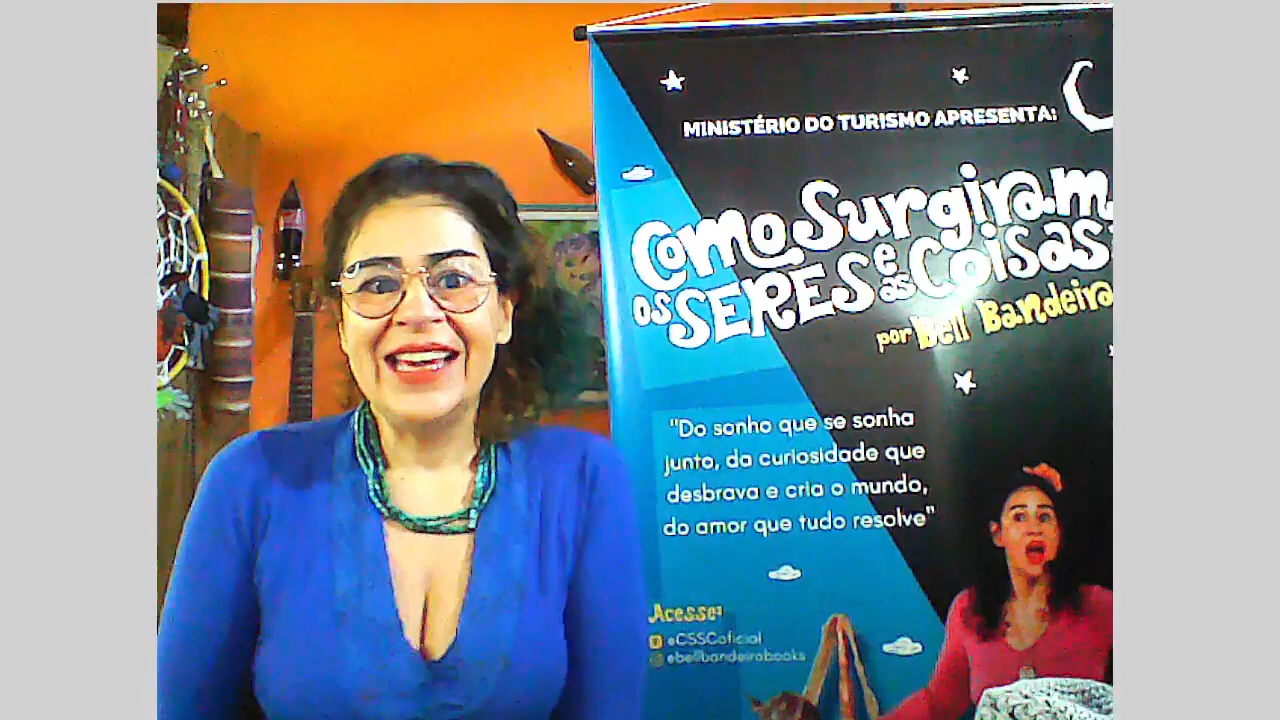 MINISTÉRIO DO TURISMO APRESENTA:
Como Surgiram
os SERES e as Coisas
por Bell Bandeira
"Do sonho que se sonha
junto, da curiosidade que
desbrava e cria o mundo,
do amor que tudo resolve"
Acesse:
@CSSCoficial
@bellbandeirabooks